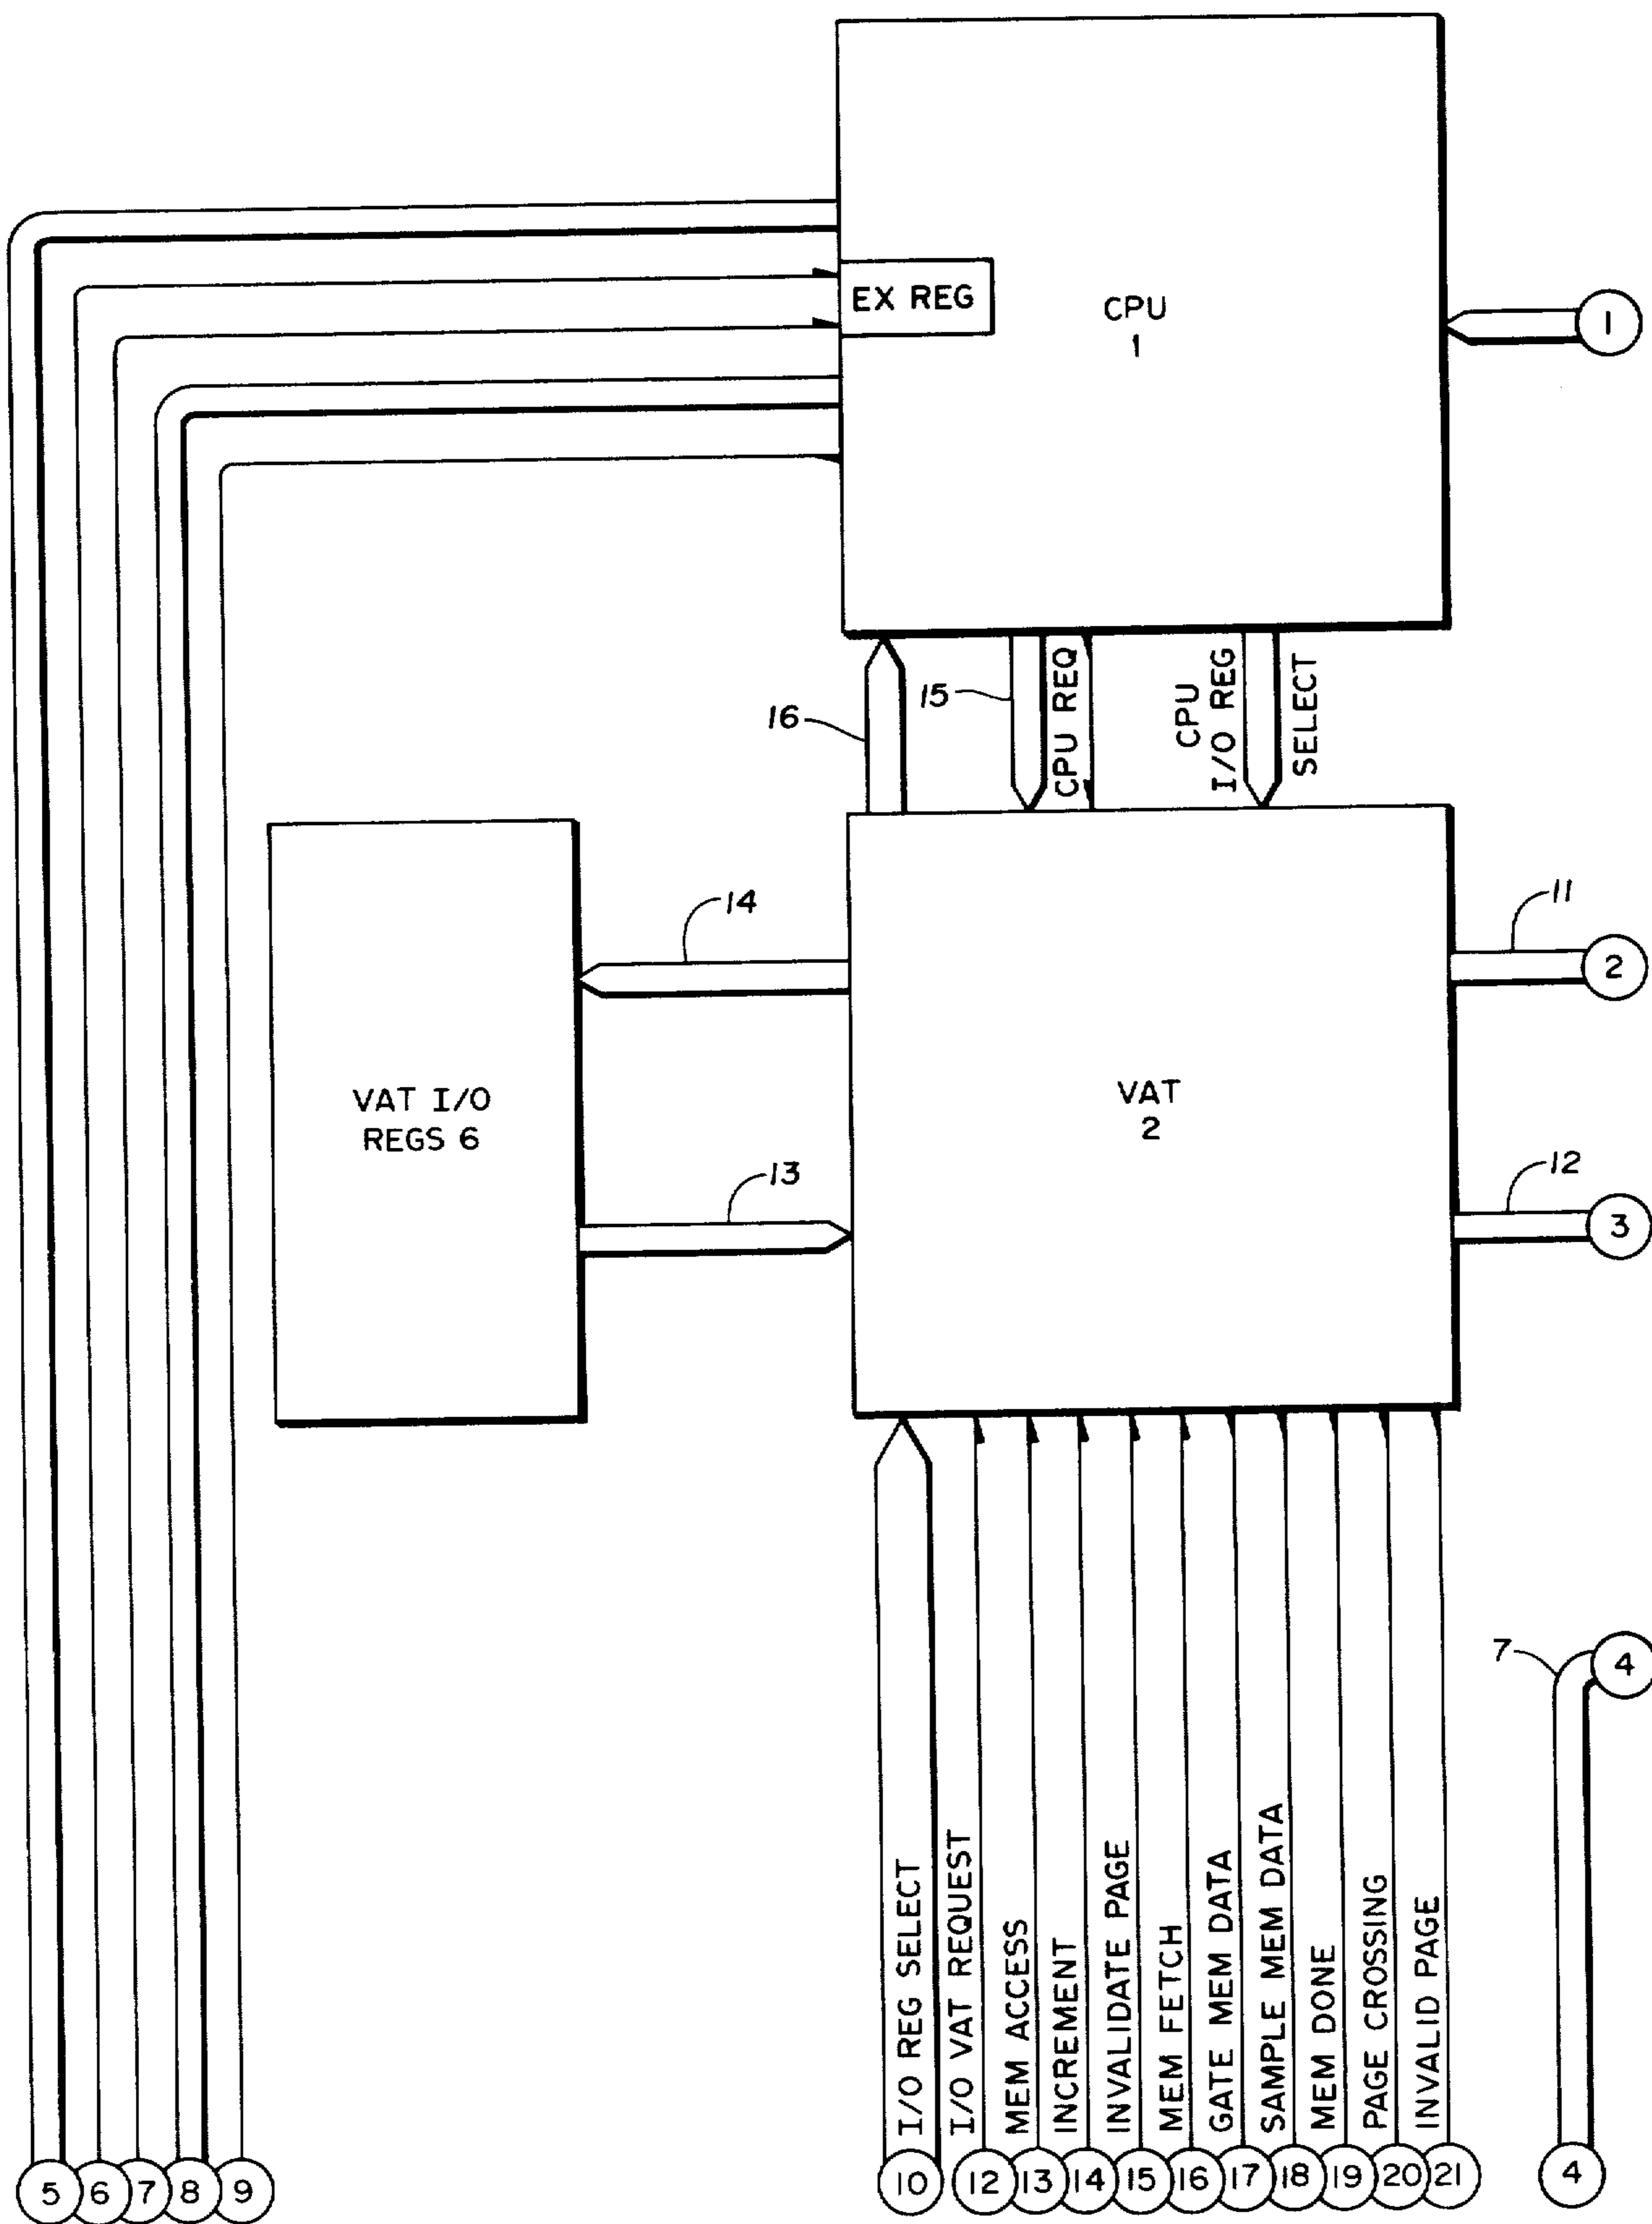 EX REG
CPU
1
1
16
15
CPU REQ
CPU
I/O REG
SELECT
14
11
2
VAT I/O
REGS 6
VAT
2
13
12
3
7
4
I/O REG SELECT
I/O VAT REQUEST
MEM ACCESS
INCREMENT
INVALIDATE PAGE
MEM FETCH
GATE MEM DATA
SAMPLE MEM DATA
MEM DONE
PAGE CROSSING
INVALID PAGE
5 6 7 8 9 10 12 13 14 15 16 17 18 19 20 21 4